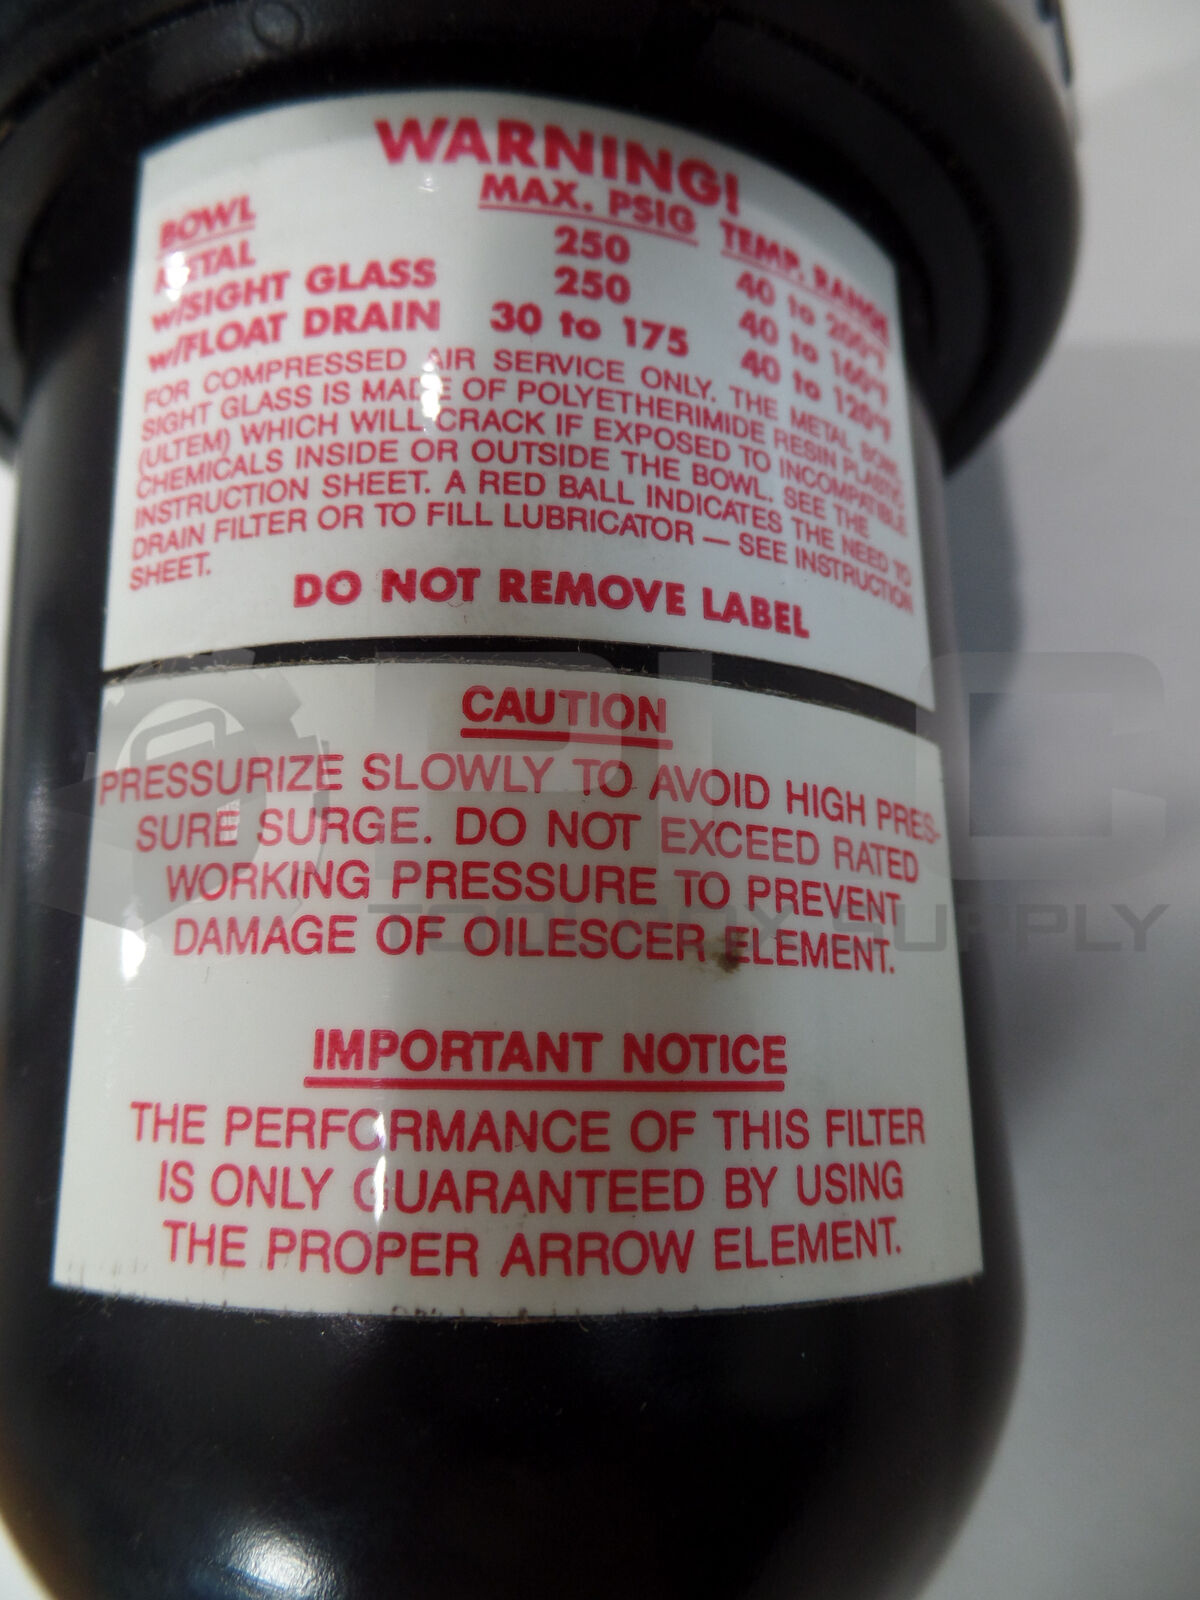 WARNING!
BOWL MAX. PSIG TEMP. RANGE
METAL 250 40 to 200°F
w/SIGHT GLASS 250 40 to 160°F
w/FLOAT DRAIN 30 to 175 40 to 120°F
FOR COMPRESSED AIR SERVICE ONLY. THE METAL BOWL
SIGHT GLASS IS MADE OF POLYETHERIMIDE RESIN PLASTIC
(ULTEM) WHICH WILL CRACK IF EXPOSED TO INCOMPATIBLE
CHEMICALS INSIDE OR OUTSIDE THE BOWL. SEE THE
INSTRUCTION SHEET. A RED BALL INDICATES THE NEED TO
DRAIN FILTER OR TO FILL LUBRICATOR — SEE INSTRUCTION
SHEET.
DO NOT REMOVE LABEL
CAUTION
PRESSURIZE SLOWLY TO AVOID HIGH PRES-
SURE SURGE. DO NOT EXCEED RATED
WORKING PRESSURE TO PREVENT
DAMAGE OF OILESCER ELEMENT.
IMPORTANT NOTICE
THE PERFORMANCE OF THIS FILTER
IS ONLY GUARANTEED BY USING
THE PROPER ARROW ELEMENT.
PLC
TOOLBOX SUPPLY